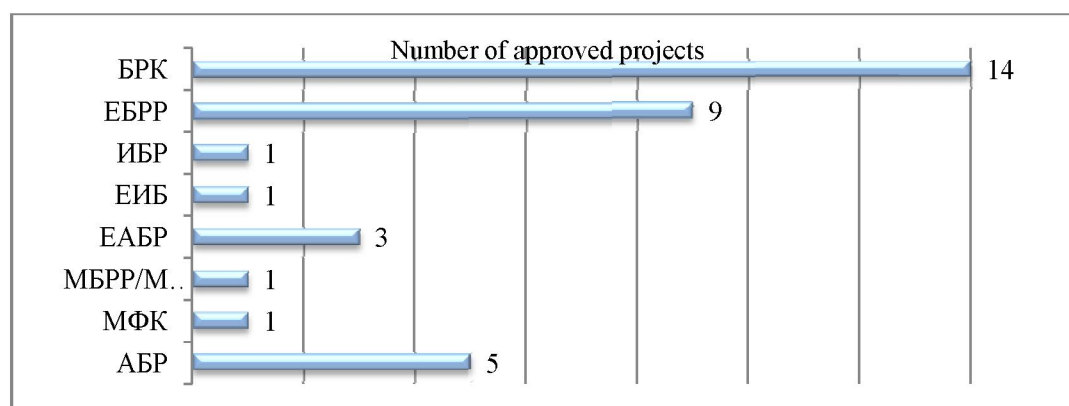 Number of approved projects
БРК 14
ЕБРР 9
ИБР 1
ЕИБ 1
ЕАБР 3
МБРР/М.. 1
МФК 1
АБР 5